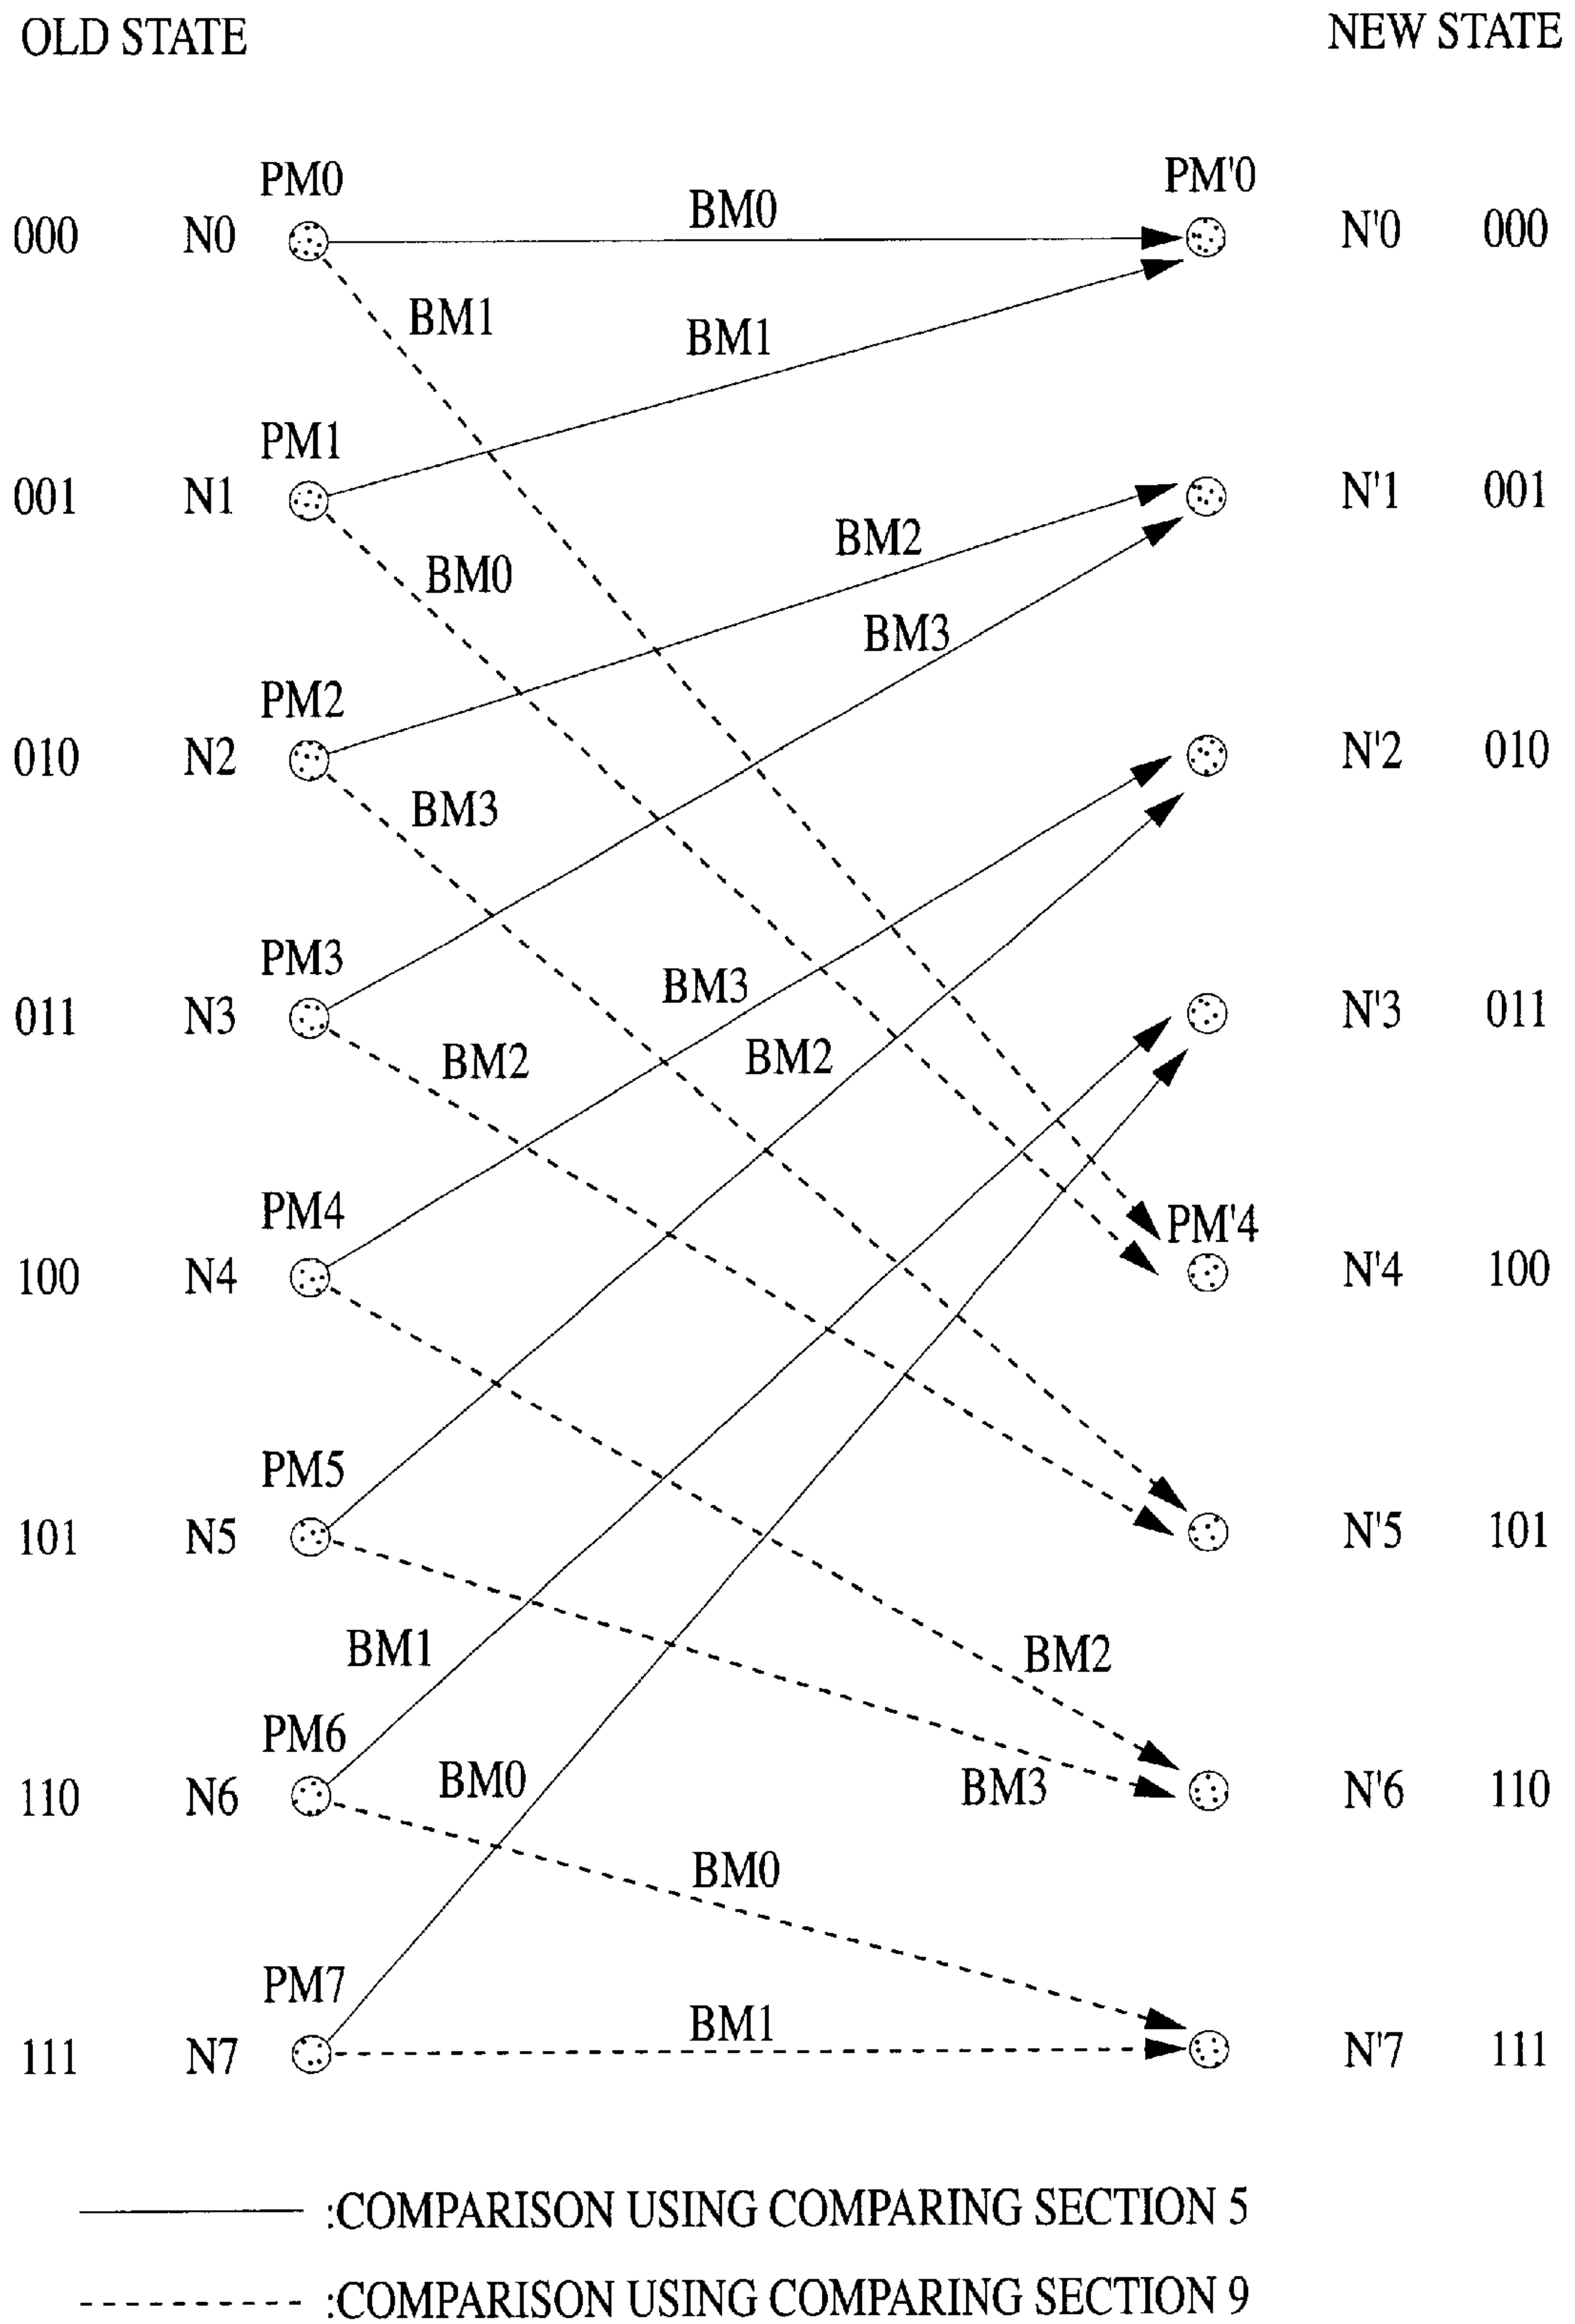 OLD STATE NEW STATE
PM0 PM'0
000 N0 BM0 N'0 000
BM1 BM1
PM1
001 N1 N'1 001
BM2
BM0
BM3
PM2
010 N2 N'2 010
BM3
PM3
BM3
011 N3 N'3 011
BM2 BM2
PM4 PM'4
100 N4 N'4 100
PM5
101 N5 N'5 101
BM1 BM2
PM6
BM0 BM3
110 N6 N'6 110
BM0
PM7
BM1
111 N7 N'7 111
:COMPARISON USING COMPARING SECTION 5
:COMPARISON USING COMPARING SECTION 9